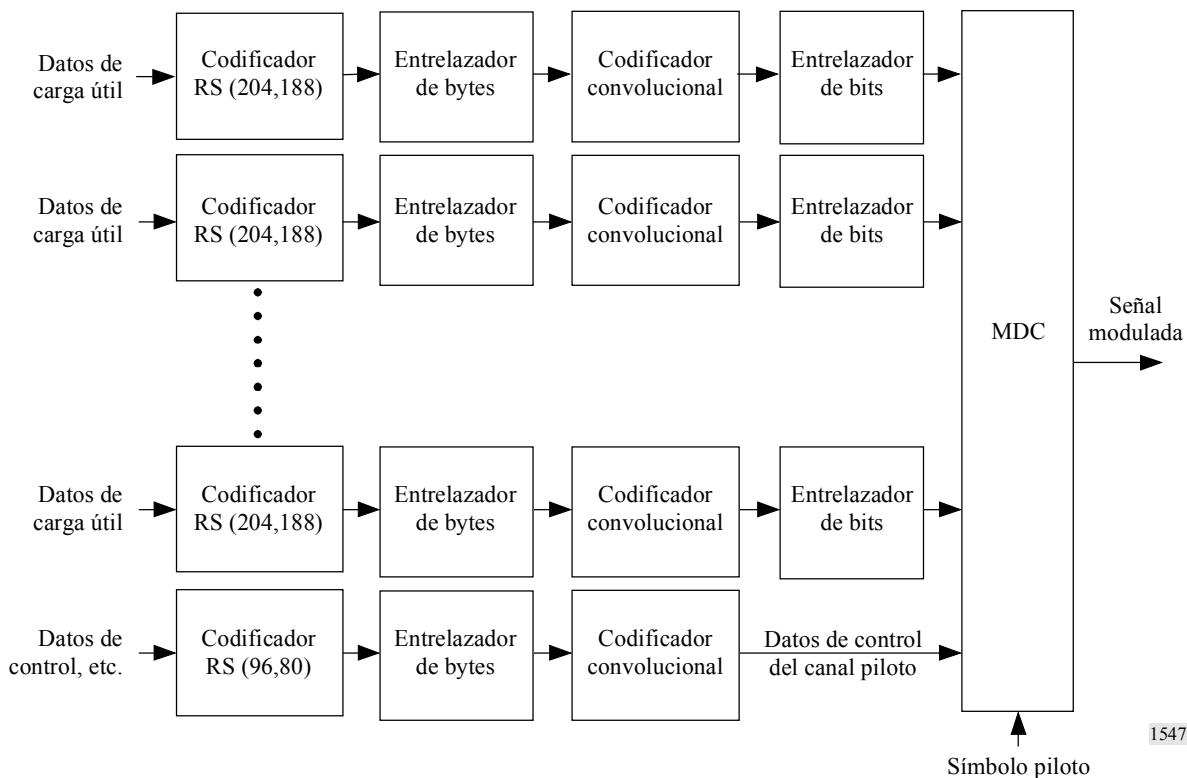 Datos de
carga útil
Codificador
RS (204,188)
Entrelazador
de bytes
Codificador
convolucional
Entrelazador
de bits
Datos de
carga útil
Codificador
RS (204,188)
Entrelazador
de bytes
Codificador
convolucional
Entrelazador
de bits
MDC
Señal
modulada
Datos de
carga útil
Codificador
RS (204,188)
Entrelazador
de bytes
Codificador
convolucional
Entrelazador
de bits
Datos de
control, etc.
Codificador
RS (96,80)
Entrelazador
de bytes
Codificador
convolucional
Datos de control
del canal piloto
Símbolo piloto
1547